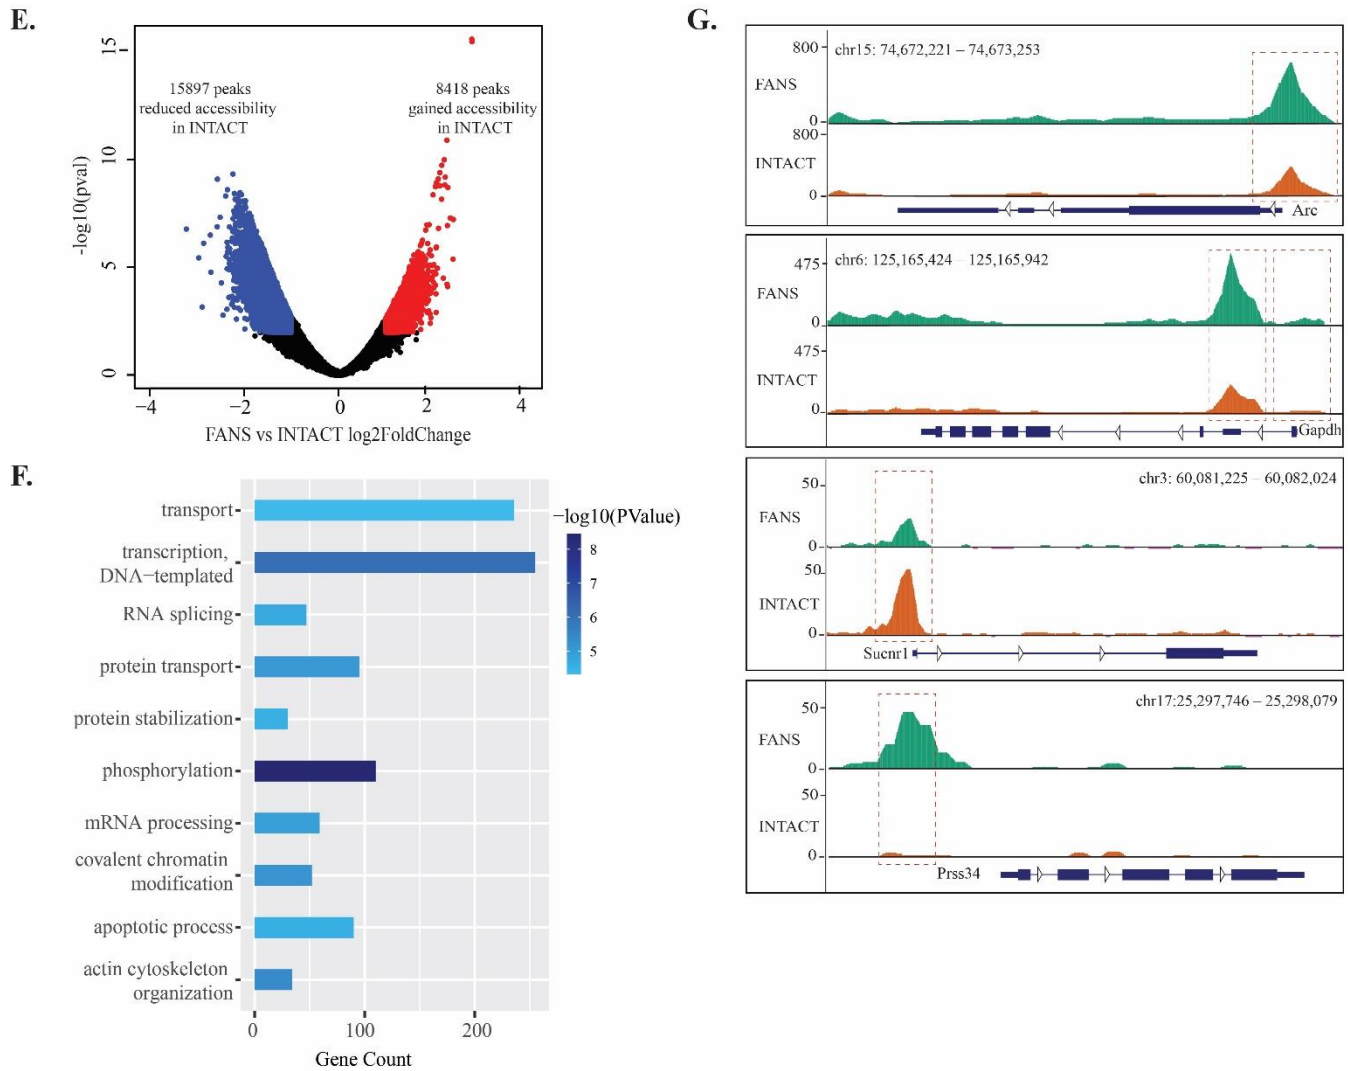 E.
15
10
5
0
-log10(pval)
15897 peaks
reduced accessibility
in INTACT
8418 peaks
gained accessibility
in INTACT
−4
−2
0
2
4
FANS vs INTACT log2FoldChange
F.
transport
transcription,
DNA−templated
RNA splicing
protein transport
protein stabilization
phosphorylation
mRNA processing
covalent chromatin
modification
apoptotic process
actin cytoskeleton
organization
0
100
200
Gene Count
−log10(PValue)
8
7
6
5
G.
800
chr15: 74,672,221 – 74,673,253
FANS
0
800
INTACT
0
Arc
475
chr6: 125,165,424 – 125,165,942
FANS
0
475
INTACT
0
Gapdh
50
chr3: 60,081,225 – 60,082,024
FANS
0
50
INTACT
0
Sucnr1
50
chr17:25,297,746 – 25,298,079
FANS
0
50
INTACT
0
Prss34